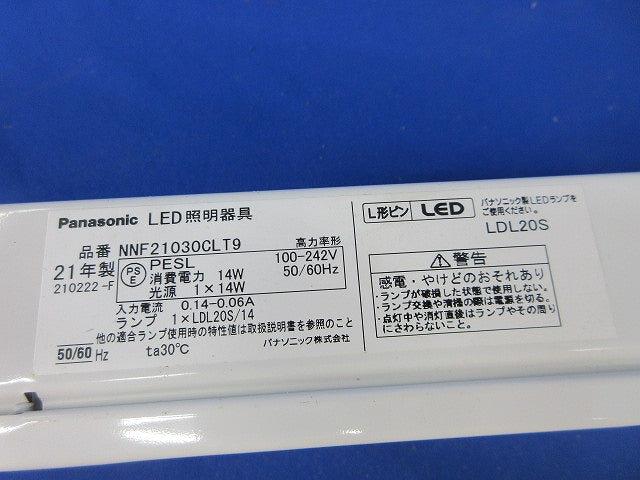 Panasonic LED照明器具
品番 NNF21030CLT9 高力率形
21年製
210222 -F
PS
E
PESL 100-242V
消費電力 14W 50/60Hz
光源 1×14W
入力電流 0.14-0.06A
ランプ 1×LDL20S/14
他の適合ランプ使用時の特性値は取扱説明書を参照のこと
50/60 Hz ta30℃ パナソニック株式会社
L形ピン LED
パナソニック製LEDランプを
ご使用ください。
LDL20S
警告
感電・やけどのおそれあり
・ランプが破損した状態で使用しない。
・ランプ交換や清掃の際は電源を切る。
・点灯中や消灯直後はランプやその周り
にさわらないこと。